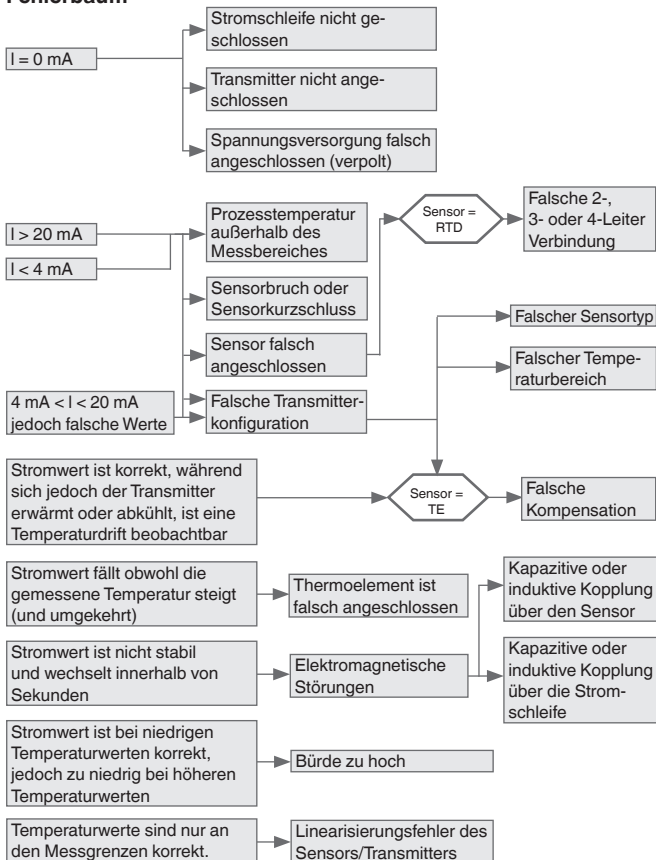 Fehlerbaum
Stromschleife nicht ge-
schlossen
I = 0 mA
Transmitter nicht ange-
schlossen
Spannungsversorgung falsch
angeschlossen (verpolt)
I > 20 mA
I < 4 mA
Prozesstemperatur
außerhalb des
Messbereiches
Sensor =
RTD
Falsche 2-,
3- oder 4-Leiter
Verbindung
Sensorbruch oder
Sensorkurzschluss
Sensor falsch
angeschlossen
Falscher Sensortyp
Falscher Tempe-
raturbereich
4 mA < I < 20 mA
jedoch falsche Werte
Falsche Transmitter-
konfiguration
Stromwert ist korrekt, während
sich jedoch der Transmitter
erwärmt oder abkühlt, ist eine
Temperaturdrift beobachtbar
Sensor =
TE
Falsche
Kompensation
Stromwert fällt obwohl die
gemessene Temperatur steigt
(und umgekehrt)
Thermoelement ist
falsch angeschlossen
Kapazitive oder
induktive Kopplung
über den Sensor
Stromwert ist nicht stabil
und wechselt innerhalb von
Sekunden
Elektromagnetische
Störungen
Kapazitive oder
induktive Kopplung
über die Strom-
schleife
Stromwert ist bei niedrigen
Temperaturwerten korrekt,
jedoch zu niedrig bei höheren
Temperaturwerten
Bürde zu hoch
Temperaturwerte sind nur an
den Messgrenzen korrekt.
Linearisierungsfehler des
Sensors/Transmitters